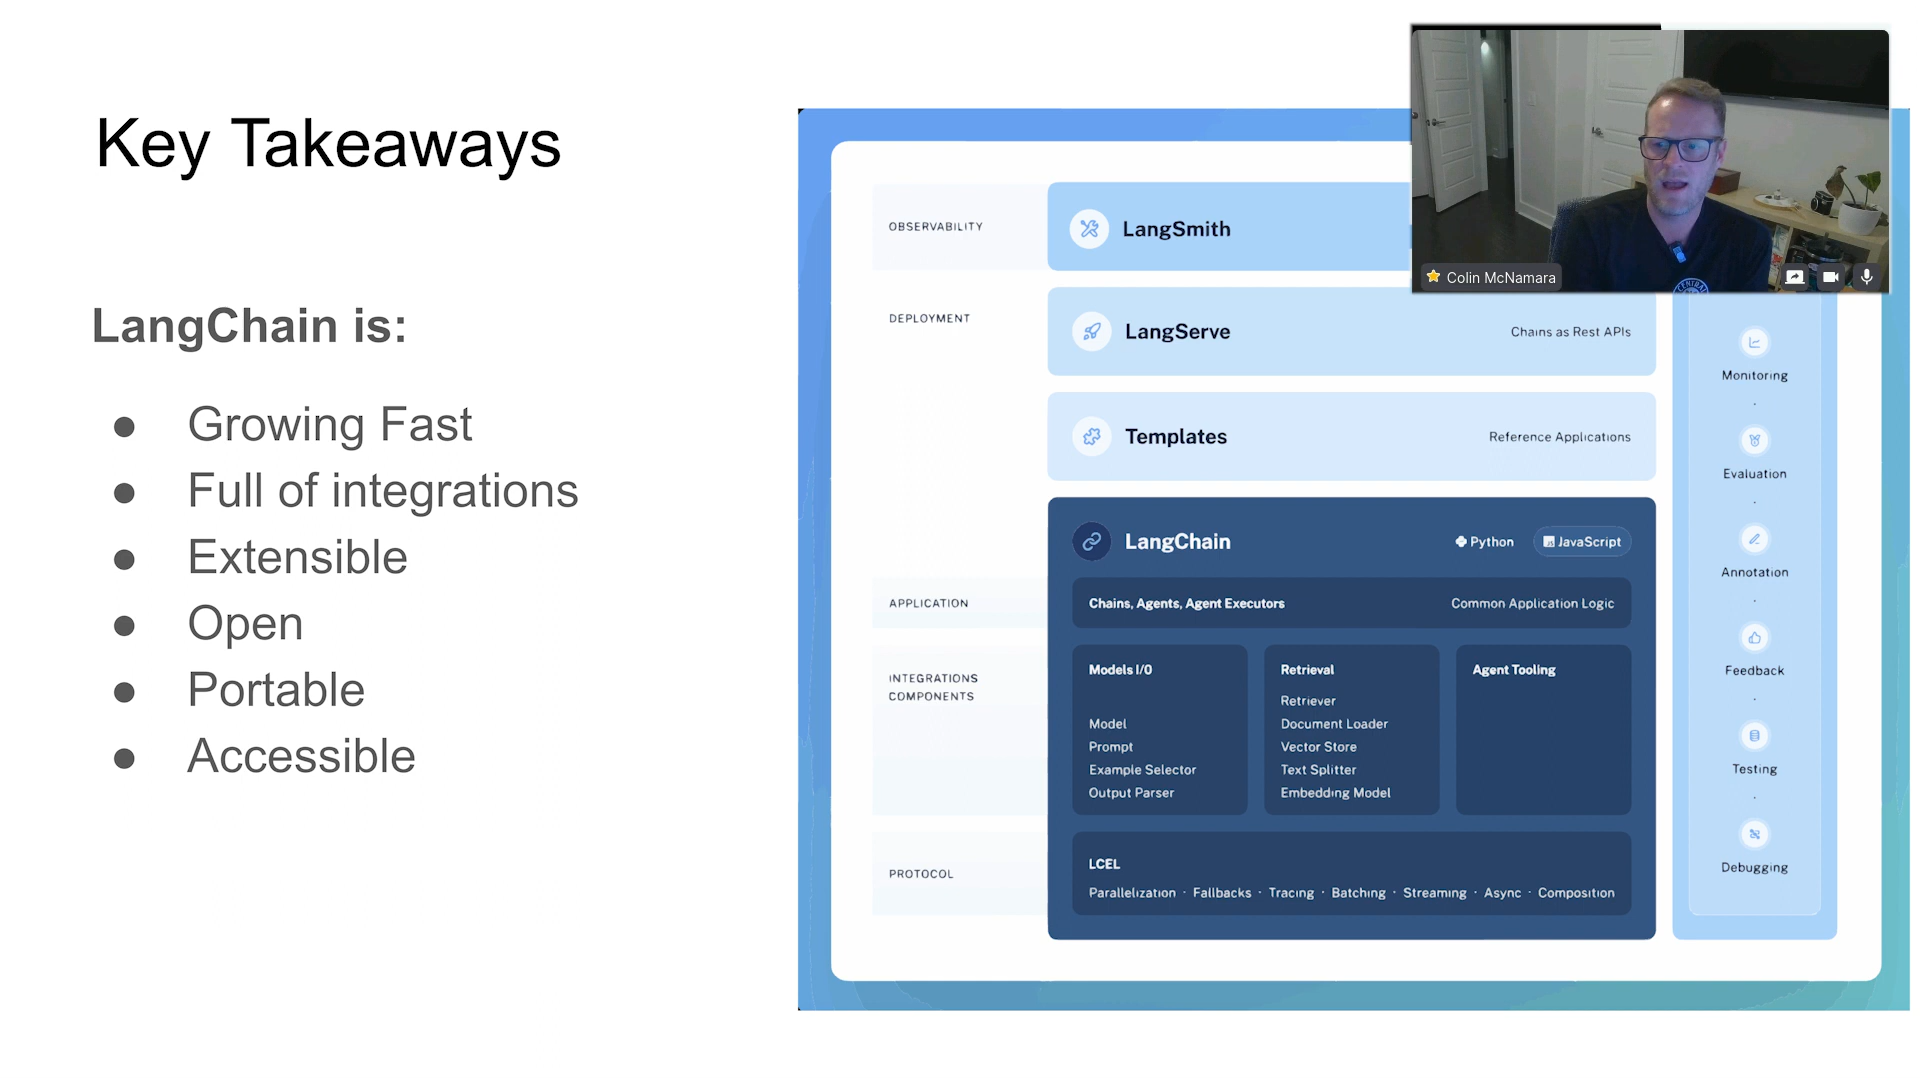 Key Takeaways
LangChain is:
● Growing Fast
● Full of integrations
● Extensible
● Open
● Portable
● Accessible
OBSERVABILITY
LangSmith
DEPLOYMENT
LangServe
Chains as Rest APIs
Templates
Reference Applications
LangChain
Python
JavaScript
APPLICATION
Chains, Agents, Agent Executors
Common Application Logic
INTEGRATIONS
COMPONENTS
Models I/O
Model
Prompt
Example Selector
Output Parser
Retrieval
Retriever
Document Loader
Vector Store
Text Splitter
Embedding Model
Agent Tooling
PROTOCOL
LCEL
Parallelization · Fallbacks · Tracing · Batching · Streaming · Async · Composition
Monitoring
Evaluation
Annotation
Feedback
Testing
Debugging
Colin McNamara
CENTRAL